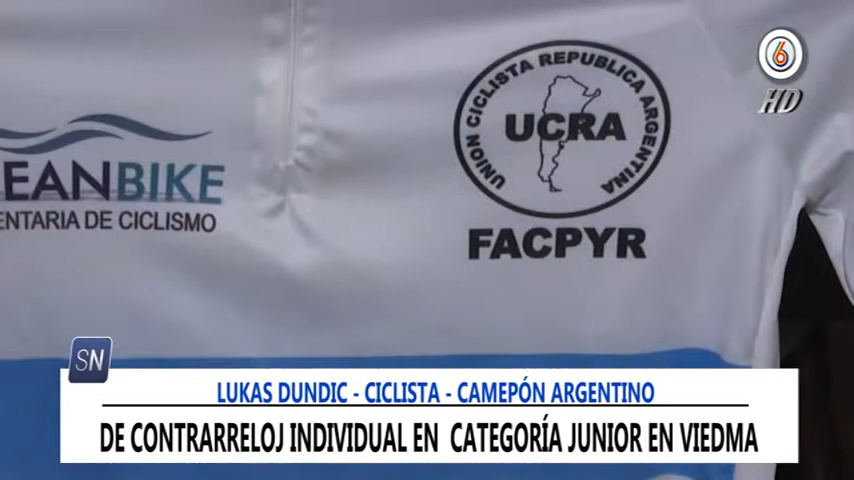 6
HD
UNION CICLISTA REPUBLICA ARGENTINA
UCRA
FACPYR
EANBIKE
ENTARIA DE CICLISMO
SN
LUKAS DUNDIC - CICLISTA - CAMEPÓN ARGENTINO
DE CONTRARRELOJ INDIVIDUAL EN CATEGORÍA JUNIOR EN VIEDMA